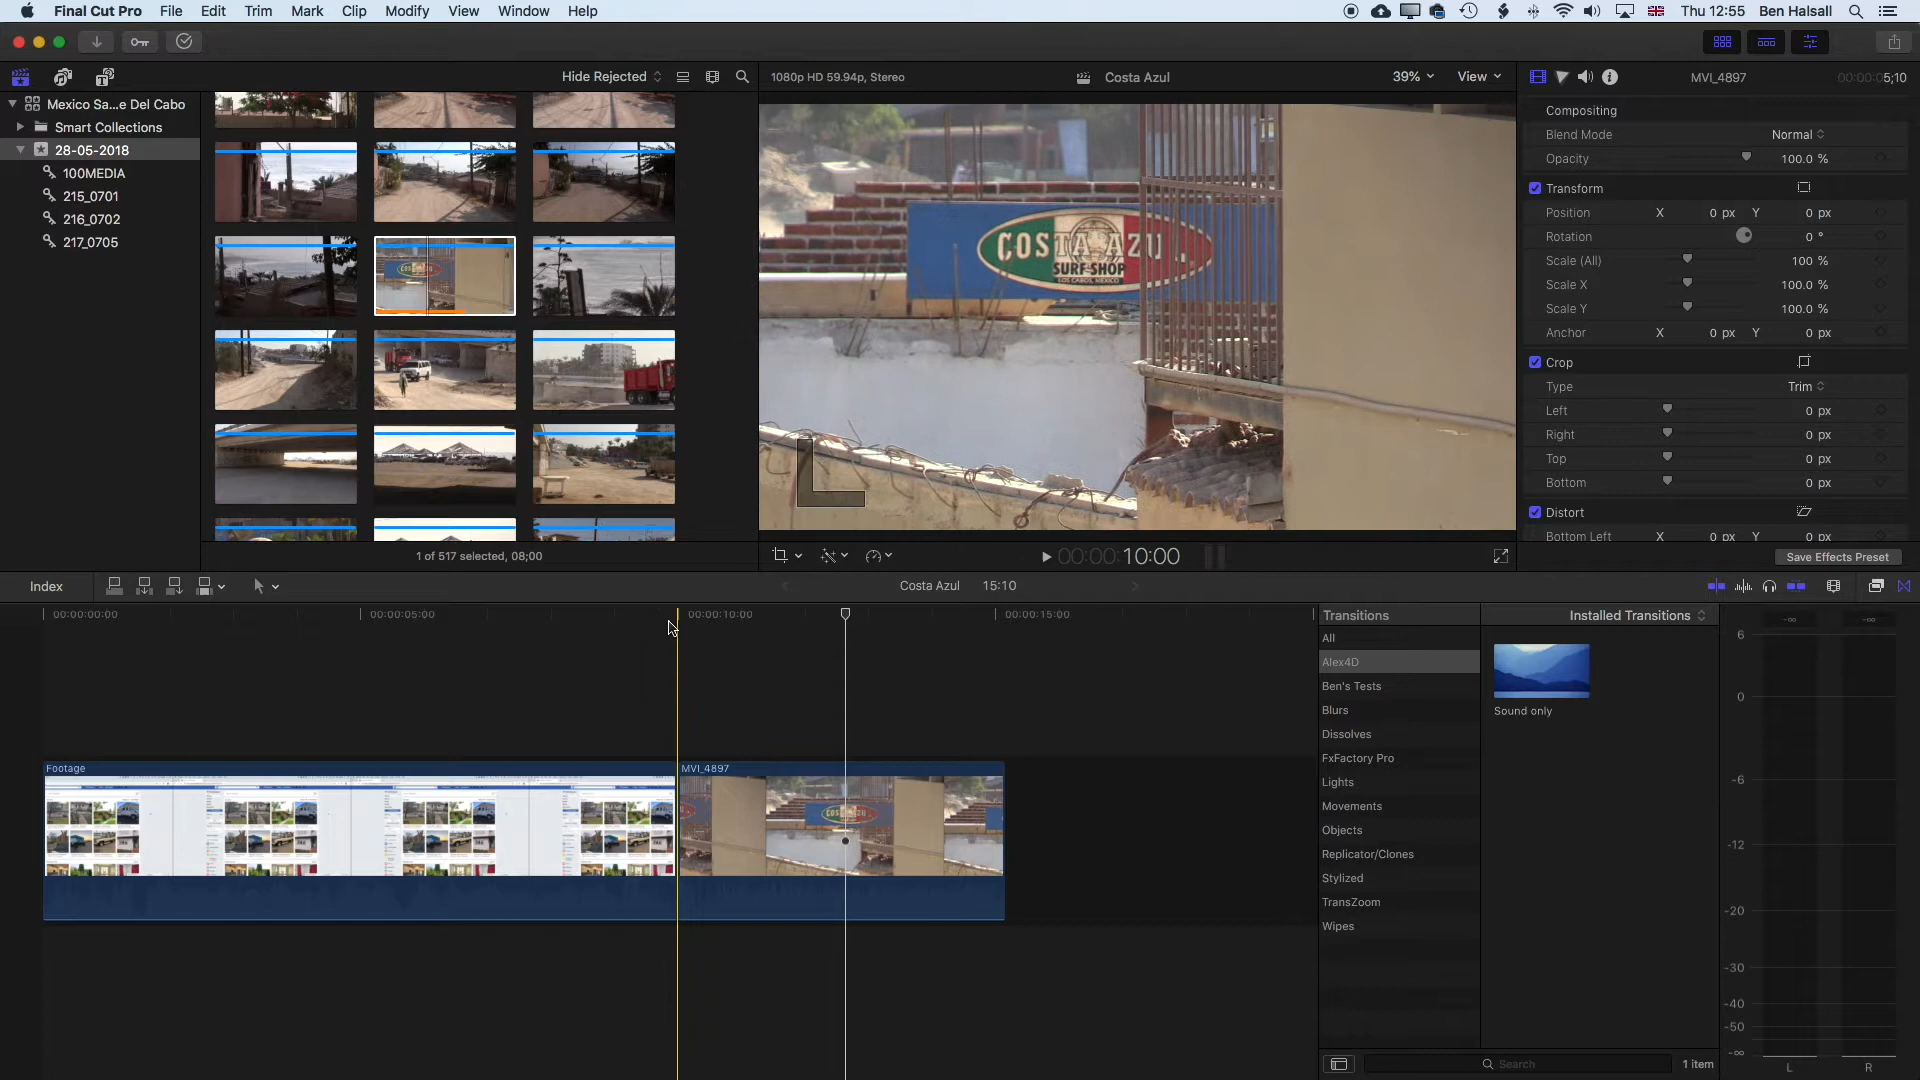 Final Cut Pro File Edit Trim Mark Clip Modify View Window Help Thu 12:55 Ben Halsall
Hide Rejected
1080p HD 59.94p, Stereo
Costa Azul
39%
View
MVI_4897
00:00:05;10
Mexico Sa...e Del Cabo
Smart Collections
28-05-2018
100MEDIA
215_0701
216_0702
217_0705
COSTA AZU
SURF SHOP
LOS CABOS, MEXICO
1 of 517 selected, 08;00
00:00:10:00
Compositing
Blend Mode Normal
Opacity 100.0 %
Transform
Position X 0 px Y 0 px
Rotation 0 °
Scale (All) 100 %
Scale X 100.0 %
Scale Y 100.0 %
Anchor X 0 px Y 0 px
Crop
Type Trim
Left 0 px
Right 0 px
Top 0 px
Bottom 0 px
Distort
Bottom Left X 0 px Y 0 px
Save Effects Preset
Index
Costa Azul 15:10
00:00:00:00 00:00:05:00 00:00:10:00 00:00:15:00
Footage
MVI_4897
Transitions
All
Alex4D
Ben's Tests
Blurs
Dissolves
FxFactory Pro
Lights
Movements
Objects
Replicator/Clones
Stylized
TransZoom
Wipes
Installed Transitions
Sound only
Search
1 item
-∞ -∞
6
0
-6
-12
-20
-30
-40
-50
-∞
L R